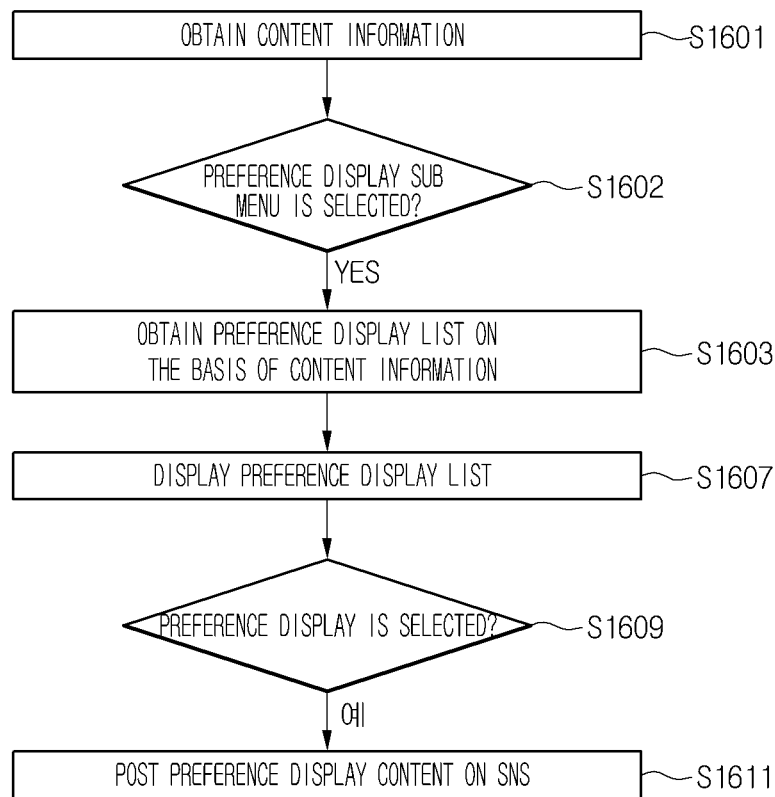 OBTAIN CONTENT INFORMATION
S1601
PREFERENCE DISPLAY SUB
MENU IS SELECTED?
S1602
YES
OBTAIN PREFERENCE DISPLAY LIST ON
THE BASIS OF CONTENT INFORMATION
S1603
DISPLAY PREFERENCE DISPLAY LIST
S1607
PREFERENCE DISPLAY IS SELECTED?
S1609
예
POST PREFERENCE DISPLAY CONTENT ON SNS
S1611